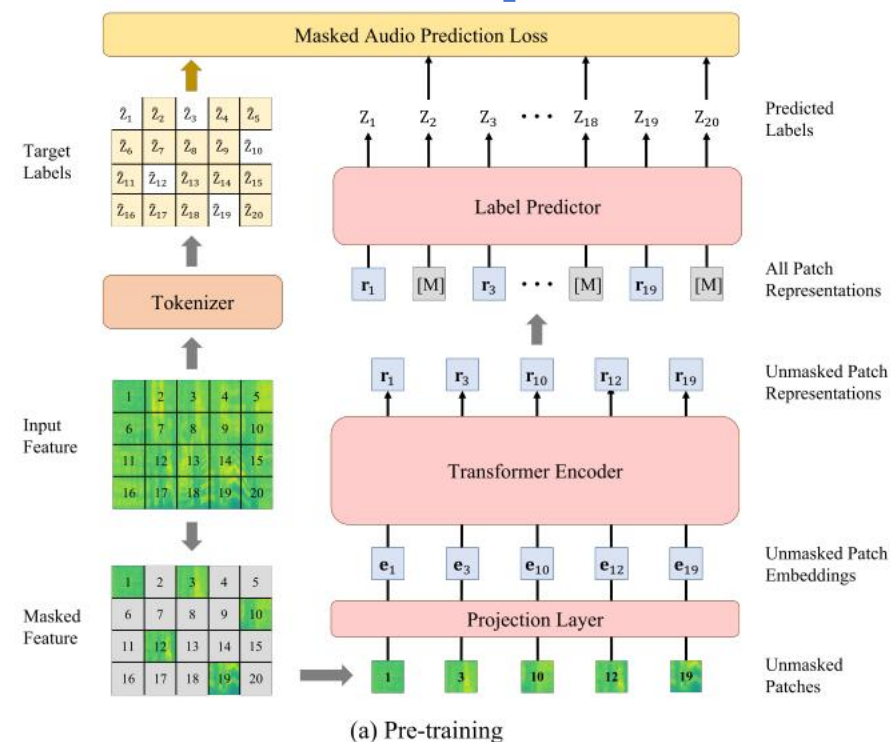 Masked Audio Prediction Loss
Target Labels
Ẑ₁ Ẑ₂ Ẑ₃ Ẑ₄ Ẑ₅
Ẑ₆ Ẑ₇ Ẑ₈ Ẑ₉ Ẑ₁₀
Ẑ₁₁ Ẑ₁₂ Ẑ₁₃ Ẑ₁₄ Ẑ₁₅
Ẑ₁₆ Ẑ₁₇ Ẑ₁₈ Ẑ₁₉ Ẑ₂₀
Z₁ Z₂ Z₃ ··· Z₁₈ Z₁₉ Z₂₀
Predicted Labels
Label Predictor
r₁ [M] r₃ ··· [M] r₁₉ [M]
All Patch Representations
Tokenizer
r₁ r₃ r₁₀ r₁₂ r₁₉
Unmasked Patch Representations
Input Feature
1 2 3 4 5
6 7 8 9 10
11 12 13 14 15
16 17 18 19 20
Transformer Encoder
e₁ e₃ e₁₀ e₁₂ e₁₉
Unmasked Patch Embeddings
Masked Feature
1 2 3 4 5
6 7 8 9 10
11 12 13 14 15
16 17 18 19 20
Projection Layer
1 3 10 12 19
Unmasked Patches
(a) Pre-training